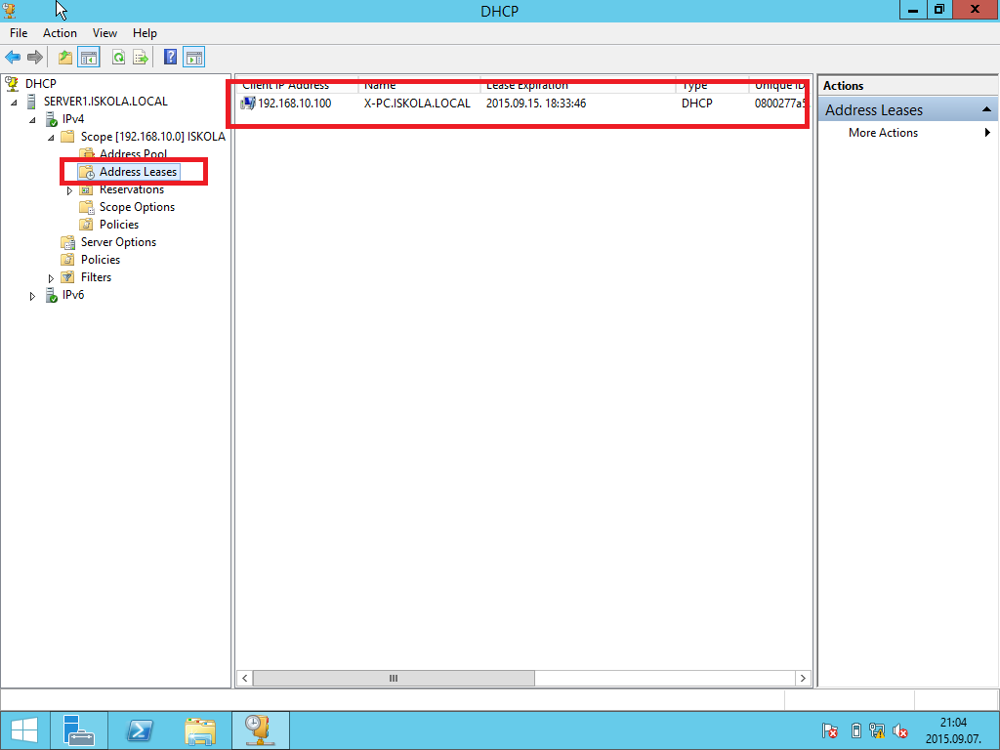 DHCP
File Action View Help
DHCP
SERVER1.ISKOLA.LOCAL
IPv4
Scope [192.168.10.0] ISKOLA
Address Pool
Address Leases
Reservations
Scope Options
Policies
Server Options
Policies
Filters
IPv6
Client IP Address Name Lease Expiration Type Unique ID
192.168.10.100 X-PC.ISKOLA.LOCAL 2015.09.15. 18:33:46 DHCP 0800277a5
Actions
Address Leases
More Actions
21:04
2015.09.07.